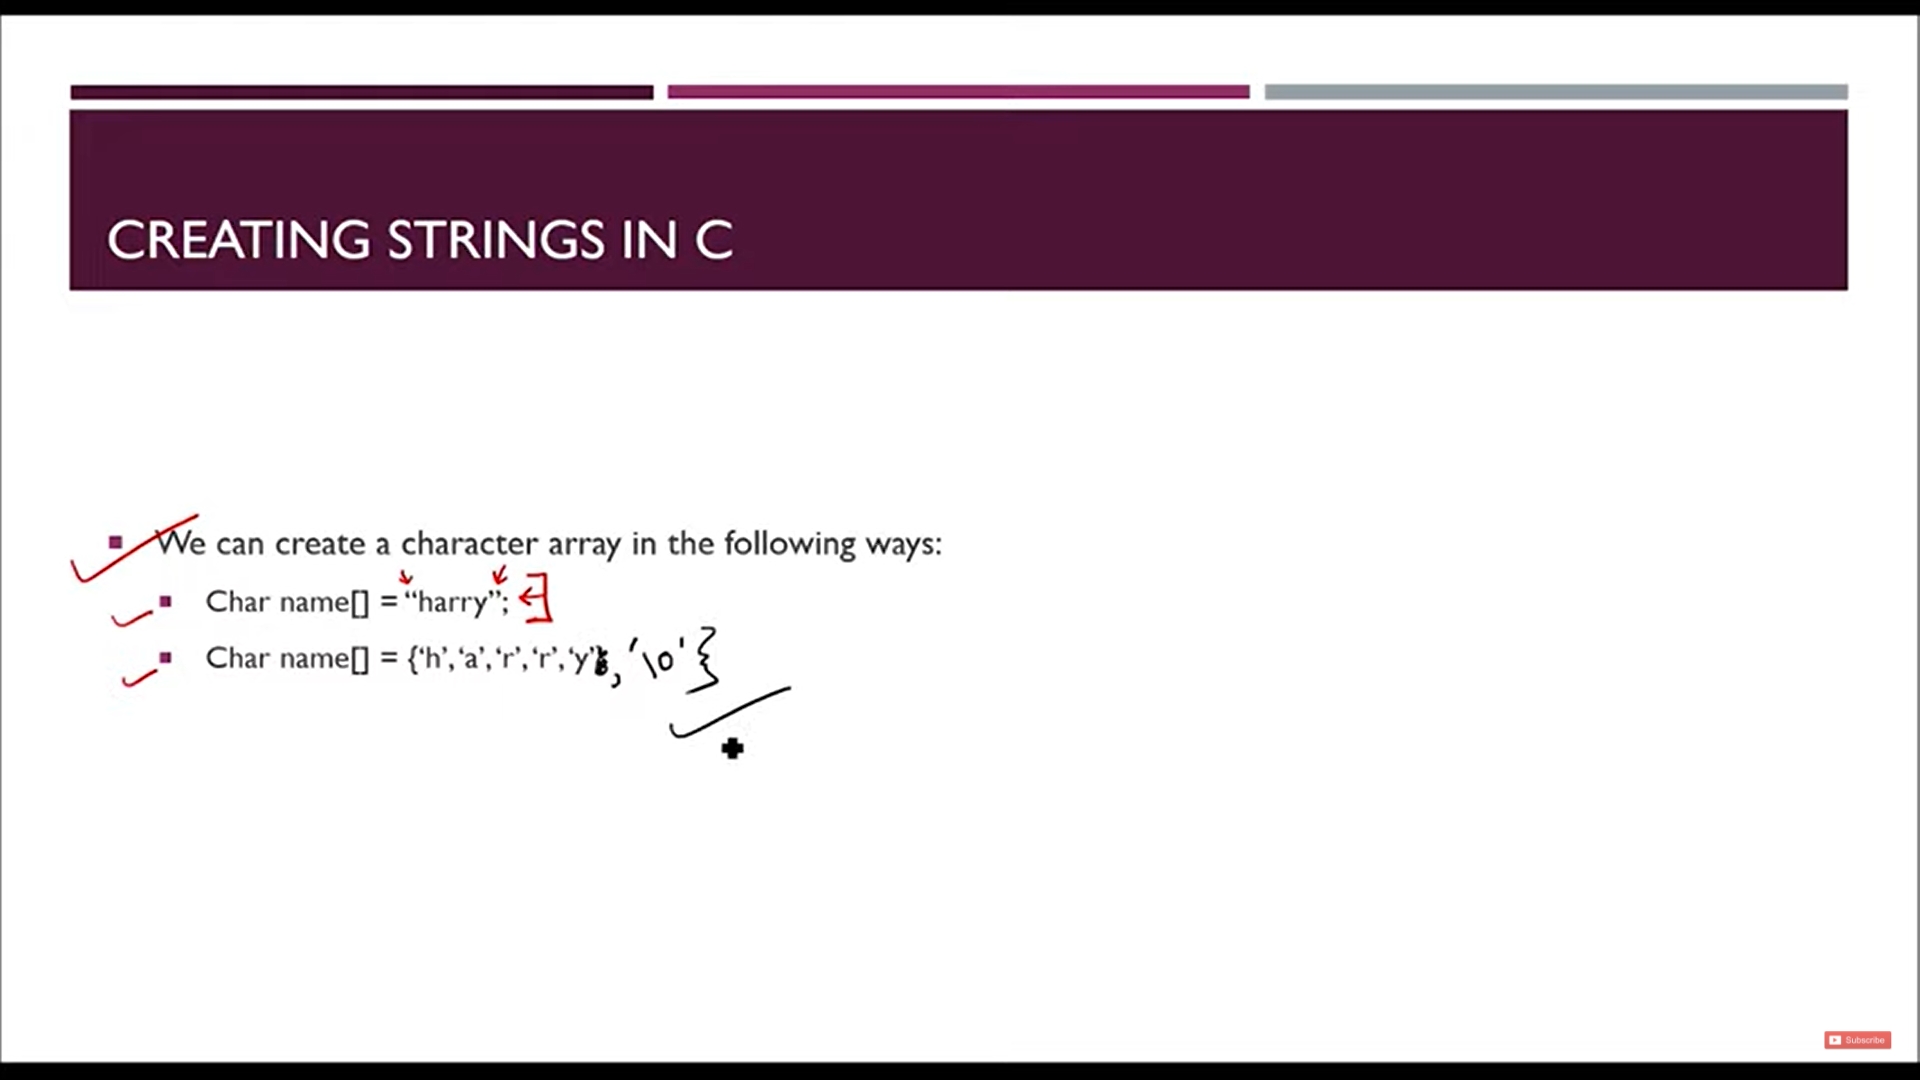 CREATING STRINGS IN C
We can create a character array in the following ways:
Char name[] = “harry”;
Char name[] = {‘h’,‘a’,‘r’,‘r’,‘y’, '\0' }
Subscribe